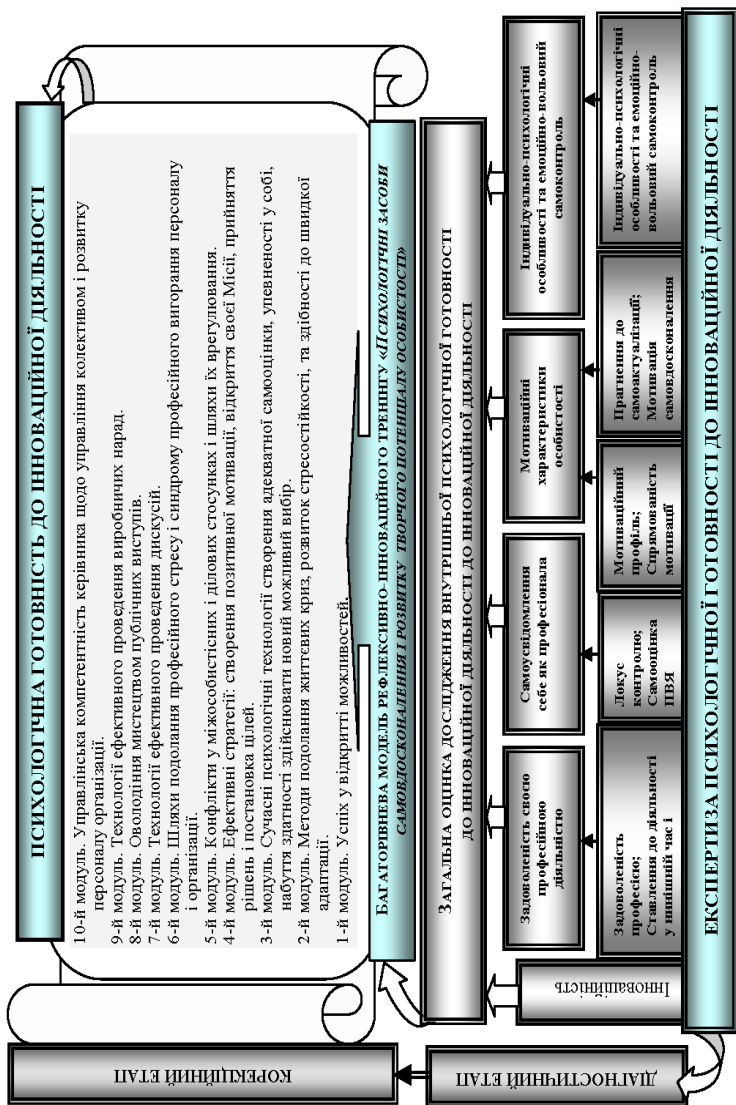 ПСИХОЛОГІЧНА ГОТОВНІСТЬ ДО ІННОВАЦІЙНОЇ ДІЯЛЬНОСТІ
10-й модуль. Управлінська компетентність керівника щодо управління колективом і розвитку
персоналу організації.
9-й модуль. Технології ефективного проведення виробничих нарад.
8-й модуль. Оволодіння мистецтвом публічних виступів.
7-й модуль. Технології ефективного проведення дискусій.
6-й модуль. Шляхи подолання професійного стресу і синдрому професійного вигорання персоналу
і організації.
5-й модуль. Конфлікти у міжособистісних і ділових стосунках і шляхи їх врегулювання.
4-й модуль. Ефективні стратегії: створення позитивної мотивації, відкриття своєї Місії, прийняття
рішень і постановка цілей.
3-й модуль. Сучасні психологічні технології створення адекватної самооцінки, упевненості у собі,
набуття здатності здійснювати новий можливий вибір.
2-й модуль. Методи подолання життєвих криз, розвиток стресостійкості, та здібності до швидкої
адаптації.
1-й модуль. Успіх у відкритті можливостей.
БАГАТОРІВНЕВА МОДЕЛЬ РЕФЛЕКСИВНО-ІННОВАЦІЙНОГО ТРЕНІНГУ «ПСИХОЛОГІЧНІ ЗАСОБИ
САМОВДОСКОНАЛЕННЯ І РОЗВИТКУ ТВОРЧОГО ПОТЕНЦІАЛУ ОСОБИСТОСТІ»
ЗАГАЛЬНА ОЦІНКА ДОСЛІДЖЕННЯ ВНУТРІШНЬОЇ ПСИХОЛОГІЧНОЇ ГОТОВНОСТІ
ДО ІННОВАЦІЙНОЇ ДІЯЛЬНОСТІ ДО ІННОВАЦІЙНОЇ ДІЯЛЬНОСТІ
Задоволеність своєю
професійною
діяльністю
Самоусвідомлення
себе як професіонала
Мотиваційні
характеристики
особистості
Індивідуально-психологічні
особливості та емоційно-вольовий
самоконтроль
Інноваційність
Задоволеність
професією;
Ставлення до діяльності
у нинішній час і
Локус
контролю;
Самооцінка
ПВЯ
Мотиваційний
профіль;
Спрямованість
мотивації
Прагнення до
самоактуалізації;
Мотивація
самовдосконалення
Індивідуально-психологічні
особливості та емоційно-
вольовий самоконтроль
ЕКСПЕРТИЗА ПСИХОЛОГІЧНОЇ ГОТОВНОСТІ ДО ІННОВАЦІЙНОЇ ДІЯЛЬНОСТІ
КОРЕКЦІЙНИЙ ЕТАП
ДІАГНОСТИЧНИЙ ЕТАП